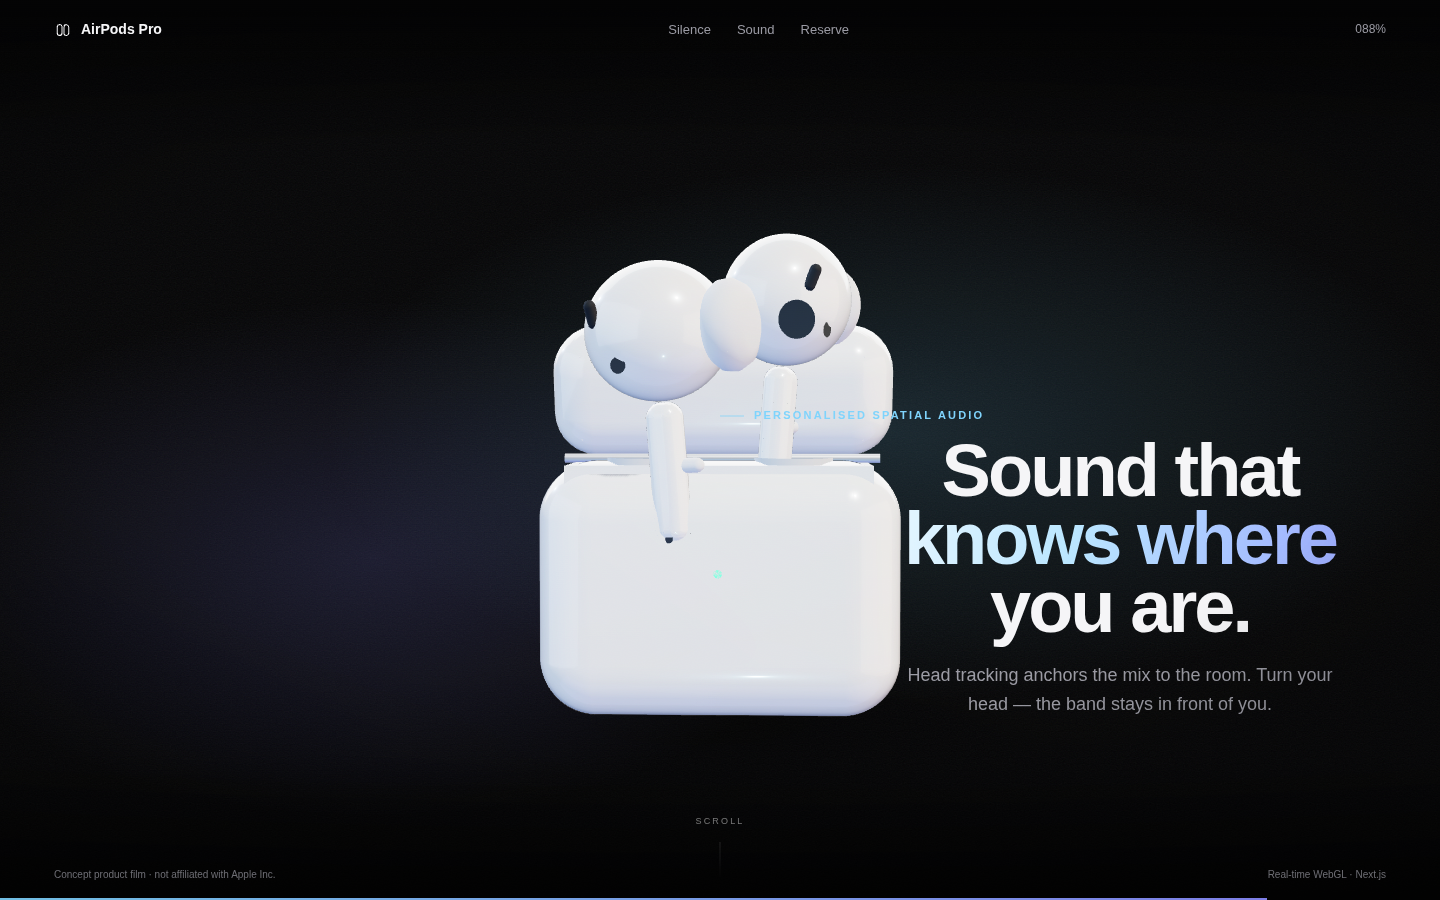 AirPods Pro
Silence
Sound
Reserve
088%
PERSONALISED SPATIAL AUDIO
Sound that
knows where
you are.
Head tracking anchors the mix to the room. Turn your
head — the band stays in front of you.
SCROLL
Concept product film · not affiliated with Apple Inc.
Real-time WebGL · Next.js